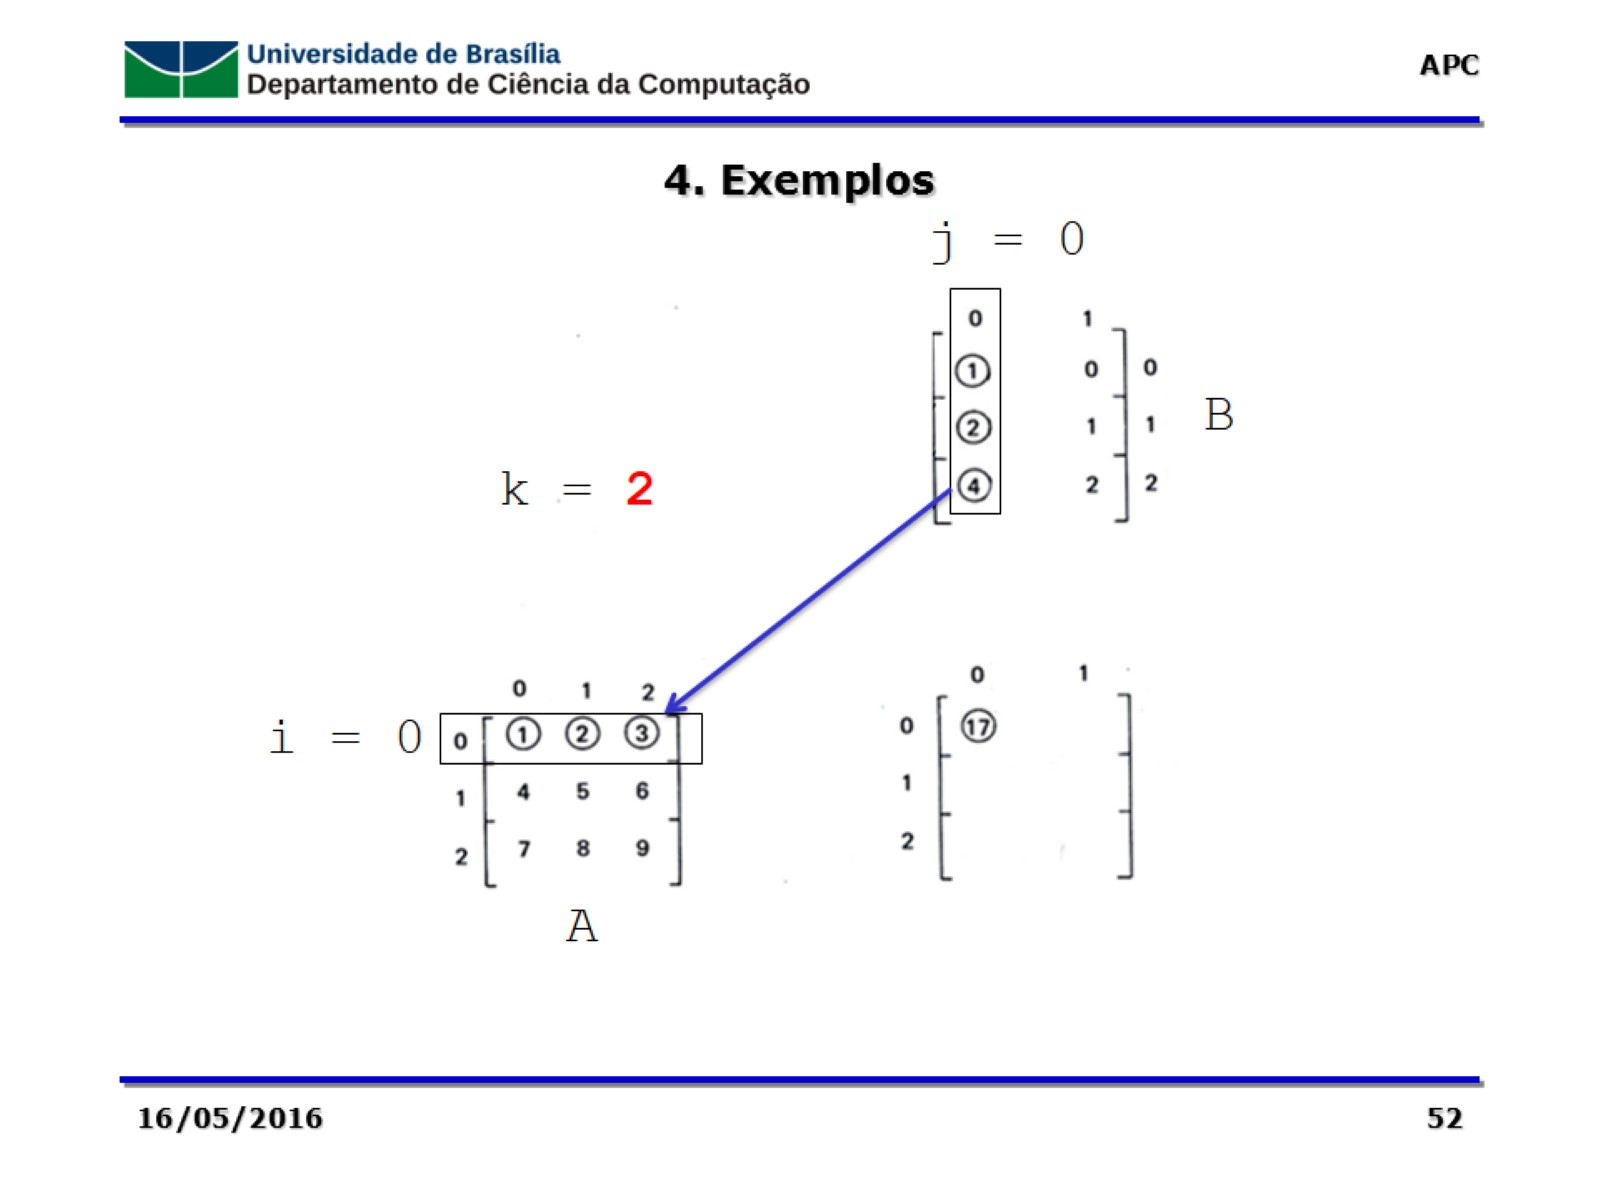 Universidade de Brasília
Departamento de Ciência da Computação
APC
4. Exemplos
j = 0
0 1
1 0 0
2 1 1
B
4 2 2
k = 2
0 1 2
i = 0
0 1 2 3
1 4 5 6
2 7 8 9
A
0 1
0 17
1
2
16/05/2016
52